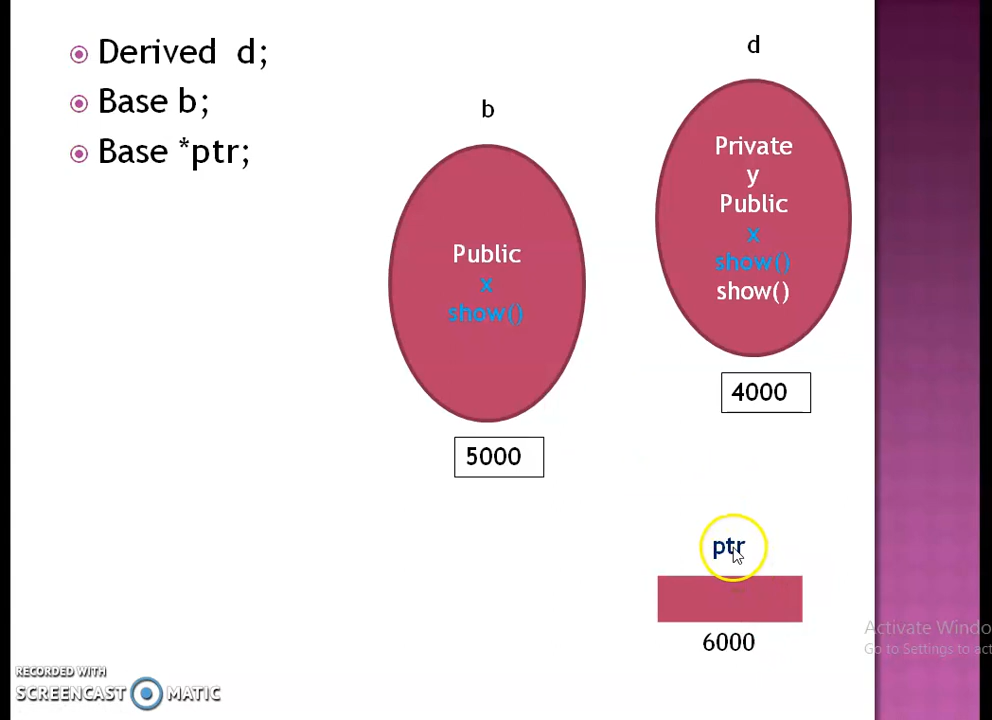 Derived d;
Base b;
Base *ptr;
b
Public
x
show()
5000
d
Private
y
Public
x
show()
show()
4000
ptr
6000
Activate Windo
Go to Settings to act
RECORDED WITH
SCREENCAST MATIC